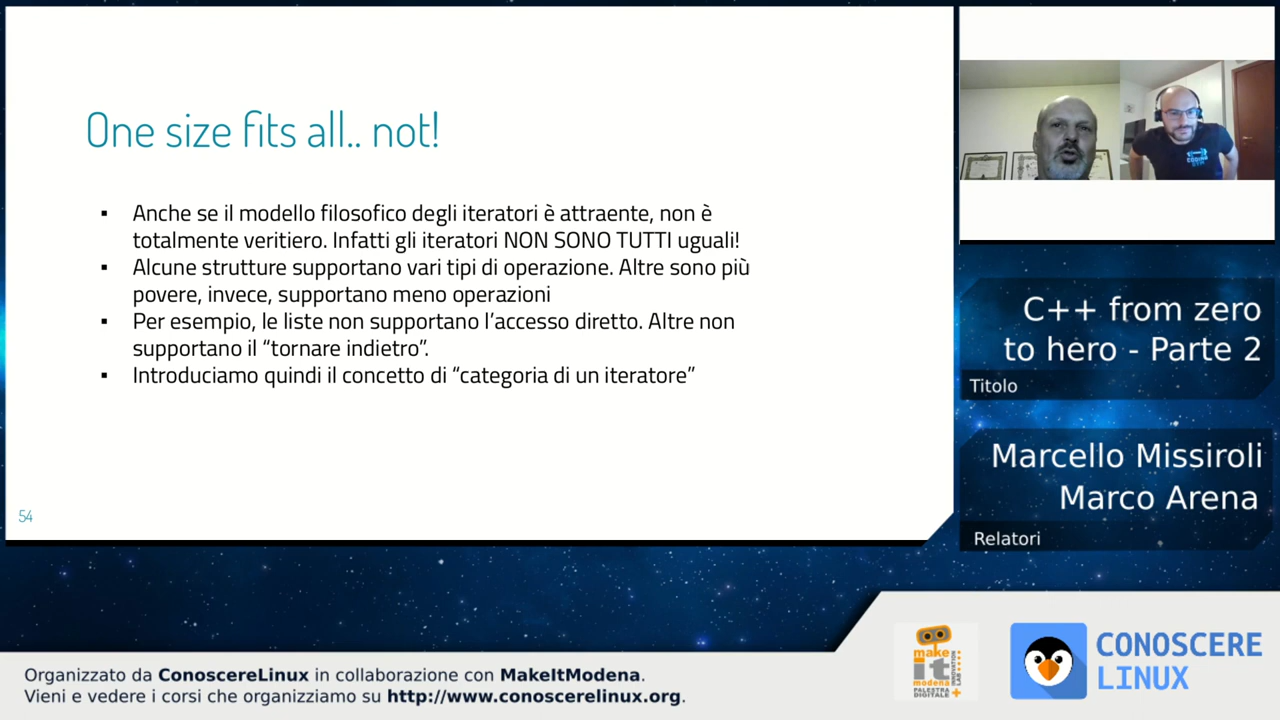 One size fits all.. not!
▪ Anche se il modello filosofico degli iteratori è attraente, non è
totalmente veritiero. Infatti gli iteratori NON SONO TUTTI uguali!
▪ Alcune strutture supportano vari tipi di operazione. Altre sono più
povere, invece, supportano meno operazioni
▪ Per esempio, le liste non supportano l’accesso diretto. Altre non
supportano il “tornare indietro”.
▪ Introduciamo quindi il concetto di “categoria di un iteratore”
54
C++ from zero
to hero - Parte 2
Titolo
Marcello Missiroli
Marco Arena
Relatori
Organizzato da ConoscereLinux in collaborazione con MakeItModena.
Vieni e vedere i corsi che organizziamo su http://www.conoscerelinux.org.
make
it
modena
PALESTRA
DIGITALE
INNOVATION
LAB
CONOSCERE
LINUX